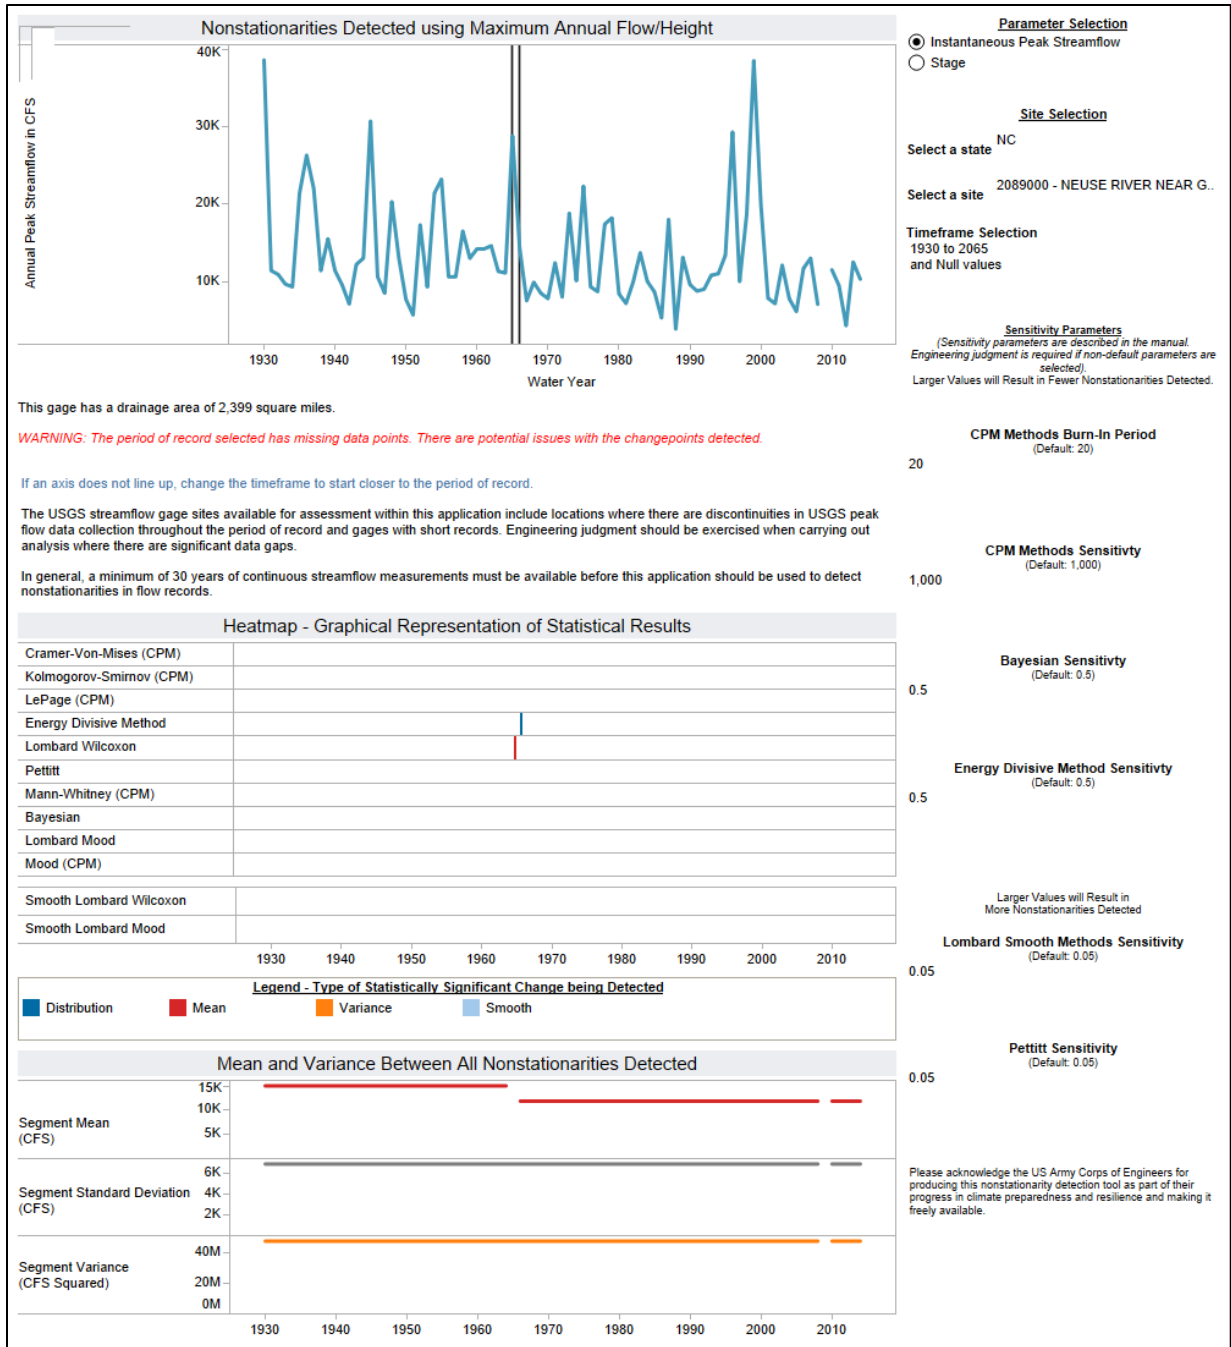 Nonstationarities Detected using Maximum Annual Flow/Height
Annual Peak Streamflow in CFS
40K
30K
20K
10K
1930 1940 1950 1960 1970 1980 1990 2000 2010
Water Year
This gage has a drainage area of 2,399 square miles.
WARNING: The period of record selected has missing data points. There are potential issues with the changepoints detected.
If an axis does not line up, change the timeframe to start closer to the period of record.
The USGS streamflow gage sites available for assessment within this application include locations where there are discontinuities in USGS peak
flow data collection throughout the period of record and gages with short records. Engineering judgment should be exercised when carrying out
analysis where there are significant data gaps.
In general, a minimum of 30 years of continuous streamflow measurements must be available before this application should be used to detect
nonstationarities in flow records.
Heatmap - Graphical Representation of Statistical Results
Cramer-Von-Mises (CPM)
Kolmogorov-Smirnov (CPM)
LePage (CPM)
Energy Divisive Method
Lombard Wilcoxon
Pettitt
Mann-Whitney (CPM)
Bayesian
Lombard Mood
Mood (CPM)
Smooth Lombard Wilcoxon
Smooth Lombard Mood
1930 1940 1950 1960 1970 1980 1990 2000 2010
Legend - Type of Statistically Significant Change being Detected
Distribution Mean Variance Smooth
Mean and Variance Between All Nonstationarities Detected
Segment Mean
(CFS)
15K
10K
5K
Segment Standard Deviation
(CFS)
6K
4K
2K
Segment Variance
(CFS Squared)
40M
20M
0M
1930 1940 1950 1960 1970 1980 1990 2000 2010
Parameter Selection
Instantaneous Peak Streamflow
Stage
Site Selection
Select a state NC
Select a site 2089000 - NEUSE RIVER NEAR G..
Timeframe Selection
1930 to 2065
and Null values
Sensitivity Parameters
(Sensitivity parameters are described in the manual.
Engineering judgment is required if non-default parameters are
selected).
Larger Values will Result in Fewer Nonstationarities Detected.
CPM Methods Burn-In Period
(Default: 20)
20
CPM Methods Sensitivty
(Default: 1,000)
1,000
Bayesian Sensitivty
(Default: 0.5)
0.5
Energy Divisive Method Sensitivty
(Default: 0.5)
0.5
Larger Values will Result in
More Nonstationarities Detected
Lombard Smooth Methods Sensitivity
(Default: 0.05)
0.05
Pettitt Sensitivity
(Default: 0.05)
0.05
Please acknowledge the US Army Corps of Engineers for
producing this nonstationarity detection tool as part of their
progress in climate preparedness and resilience and making it
freely available.